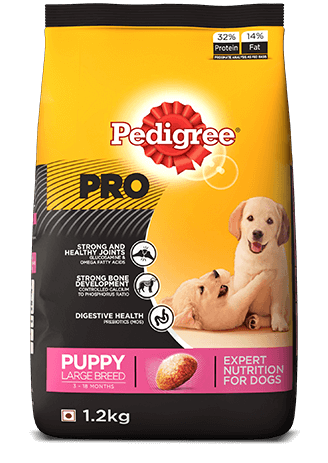 32% 14%
Protein Fat
Pedigree
PRO
STRONG AND
HEALTHY JOINTS
GLUCOSAMINE &
OMEGA FATTY ACIDS
STRONG BONE
DEVELOPMENT
CONTROLLED CALCIUM
TO PHOSPHORUS RATIO
DIGESTIVE HEALTH
PREBIOTICS (MOS)
PUPPY
LARGE BREED
3 - 18 MONTHS
EXPERT
NUTRITION
FOR DOGS
1.2kg